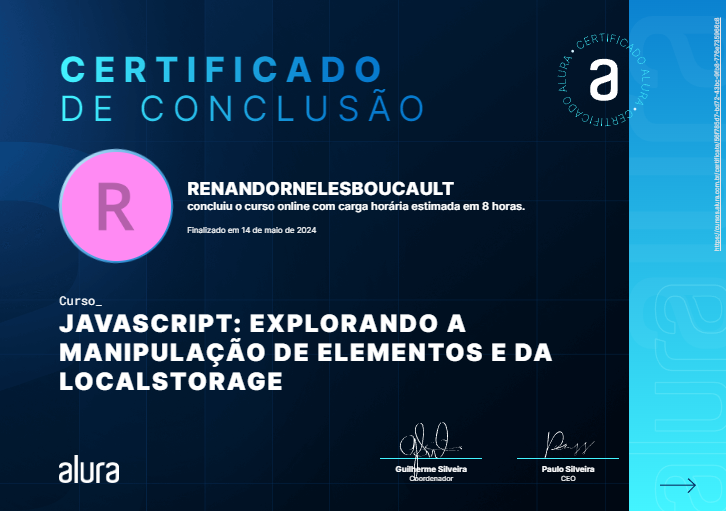 CERTIFICADO
DE CONCLUSÃO
CERTIFICADO ALURA • CERTIFICADO ALURA •
a
R
RENANDORNELESBOUCAULT
concluiu o curso online com carga horária estimada em 8 horas.
Finalizado em 14 de maio de 2024
Curso_
JAVASCRIPT: EXPLORANDO A
MANIPULAÇÃO DE ELEMENTOS E DA
LOCALSTORAGE
Guilherme Silveira
Coordenador
Paulo Silveira
CEO
alura
alura